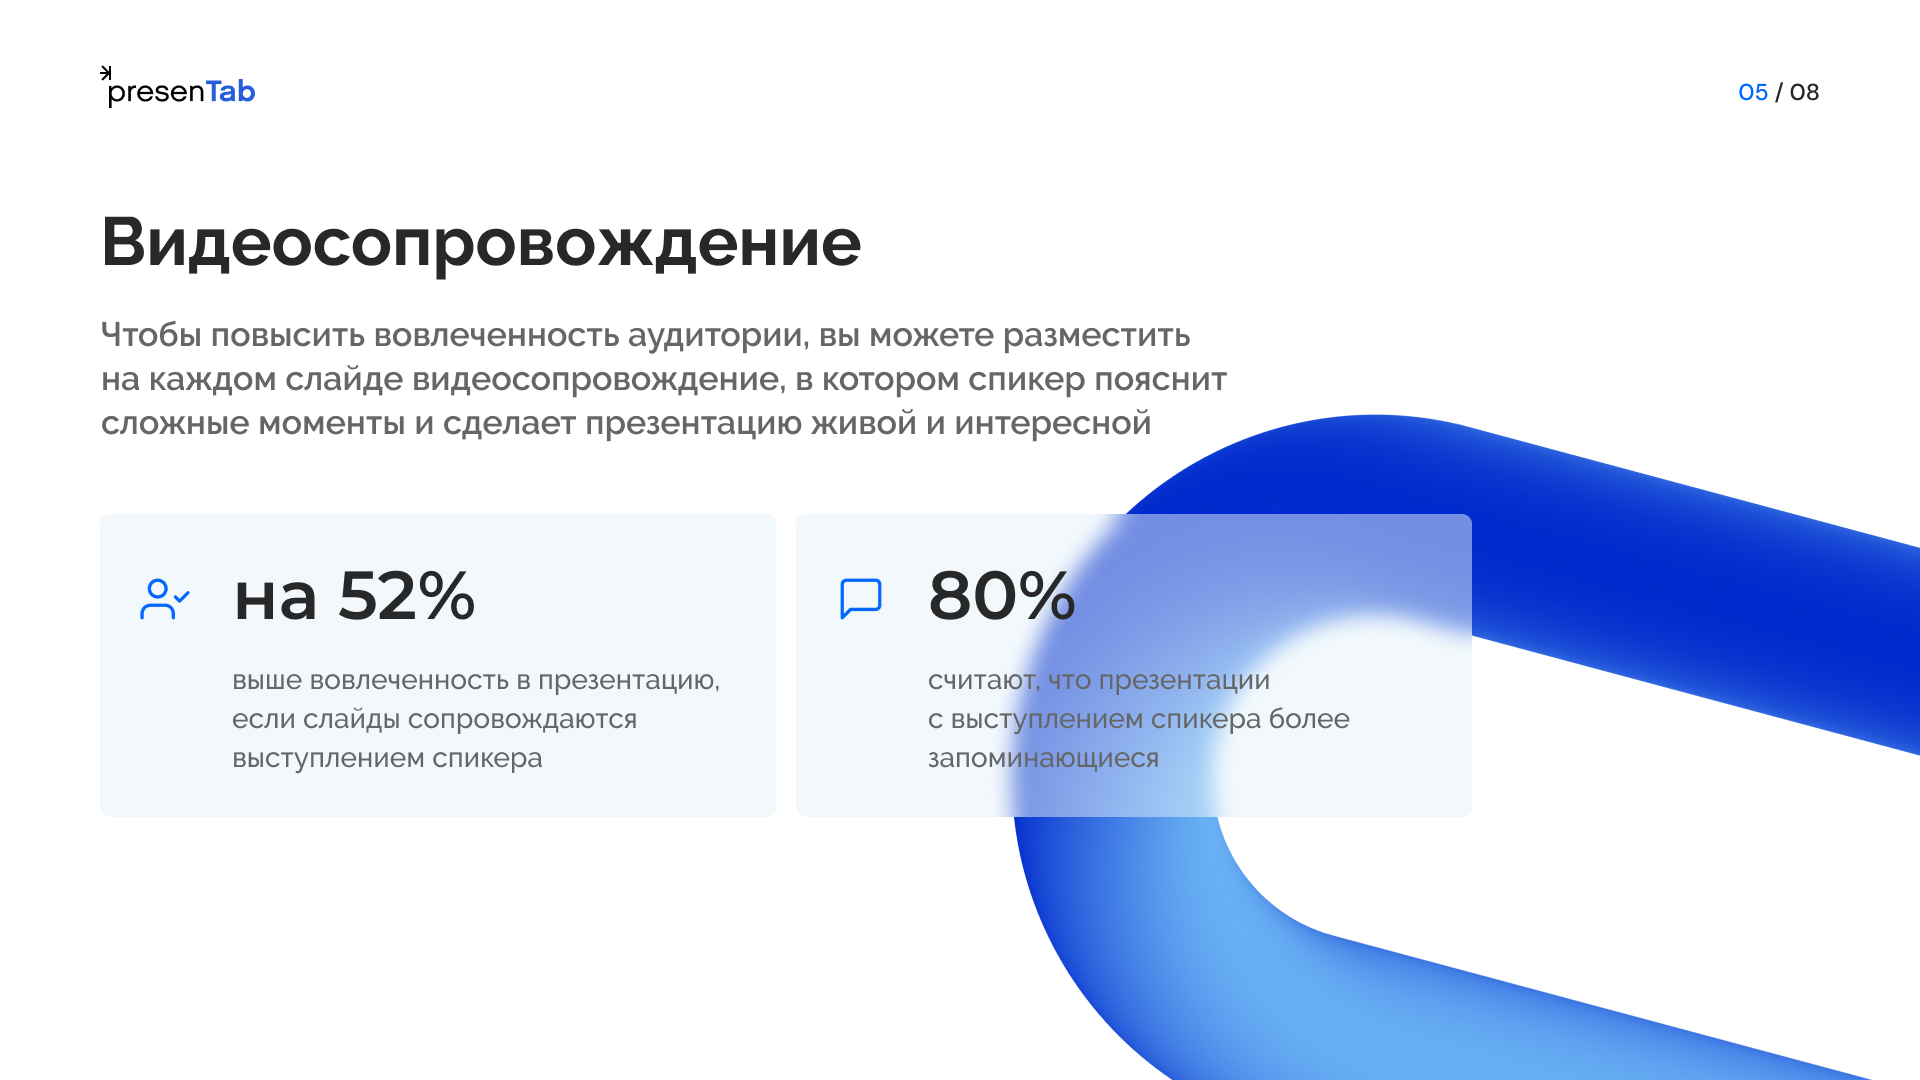 presenTab
05 / 08
Видеосопровождение
Чтобы повысить вовлеченность аудитории, вы можете разместить
на каждом слайде видеосопровождение, в котором спикер пояснит
сложные моменты и сделает презентацию живой и интересной
на 52%
выше вовлеченность в презентацию,
если слайды сопровождаются
выступлением спикера
80%
считают, что презентации
с выступлением спикера более
запоминающиеся